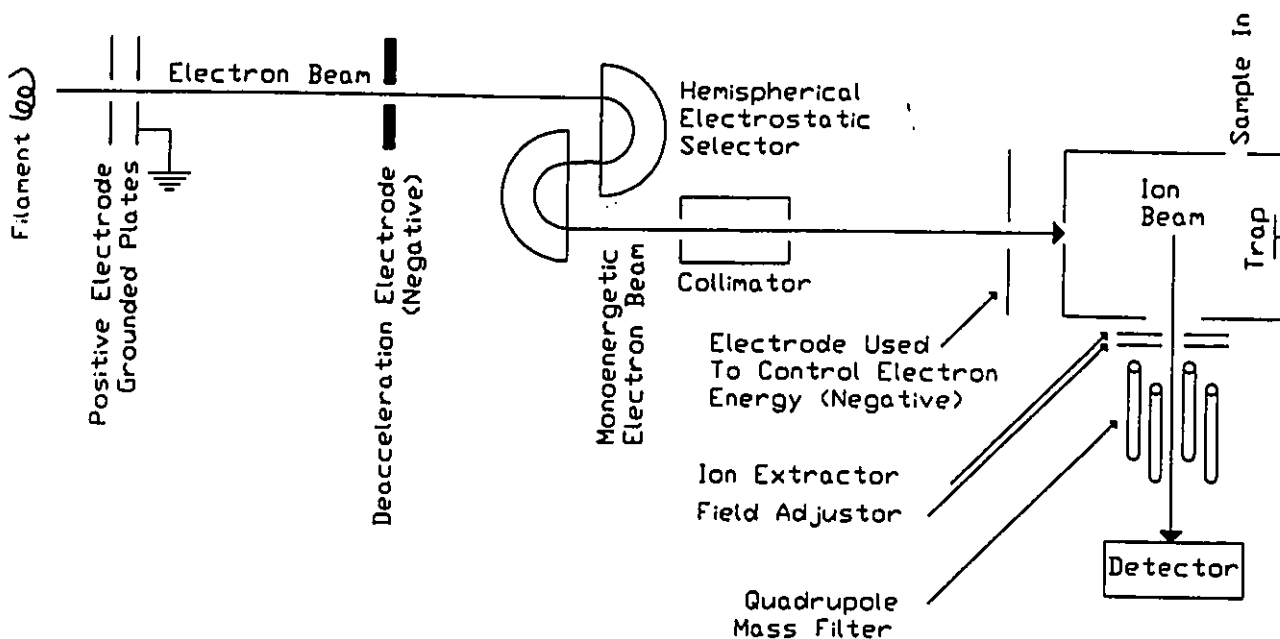 Filament
Positive Electrode
Grounded Plates
Electron Beam
Deacceleration Electrode
(Negative)
Hemispherical
Electrostatic
Selector
Monoenergetic
Electron Beam
Collimator
Electrode Used
To Control Electron
Energy (Negative)
Sample In
Ion
Beam
Trap
Ion Extractor
Field Adjustor
Quadrupole
Mass Filter
Detector